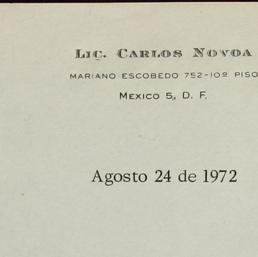 LIC. CARLOS NOVOA
MARIANO ESCOBEDO 752-10º PISO
MEXICO 5, D. F.
Agosto 24 de 1972